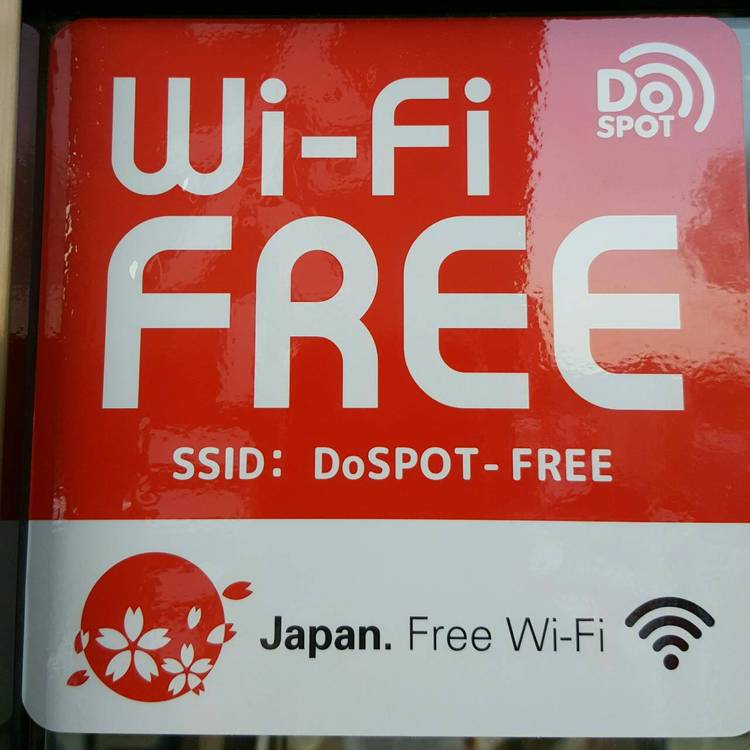 Wi-Fi
Do
SPOT
FREE
SSID: DoSPOT-FREE
Japan. Free Wi-Fi